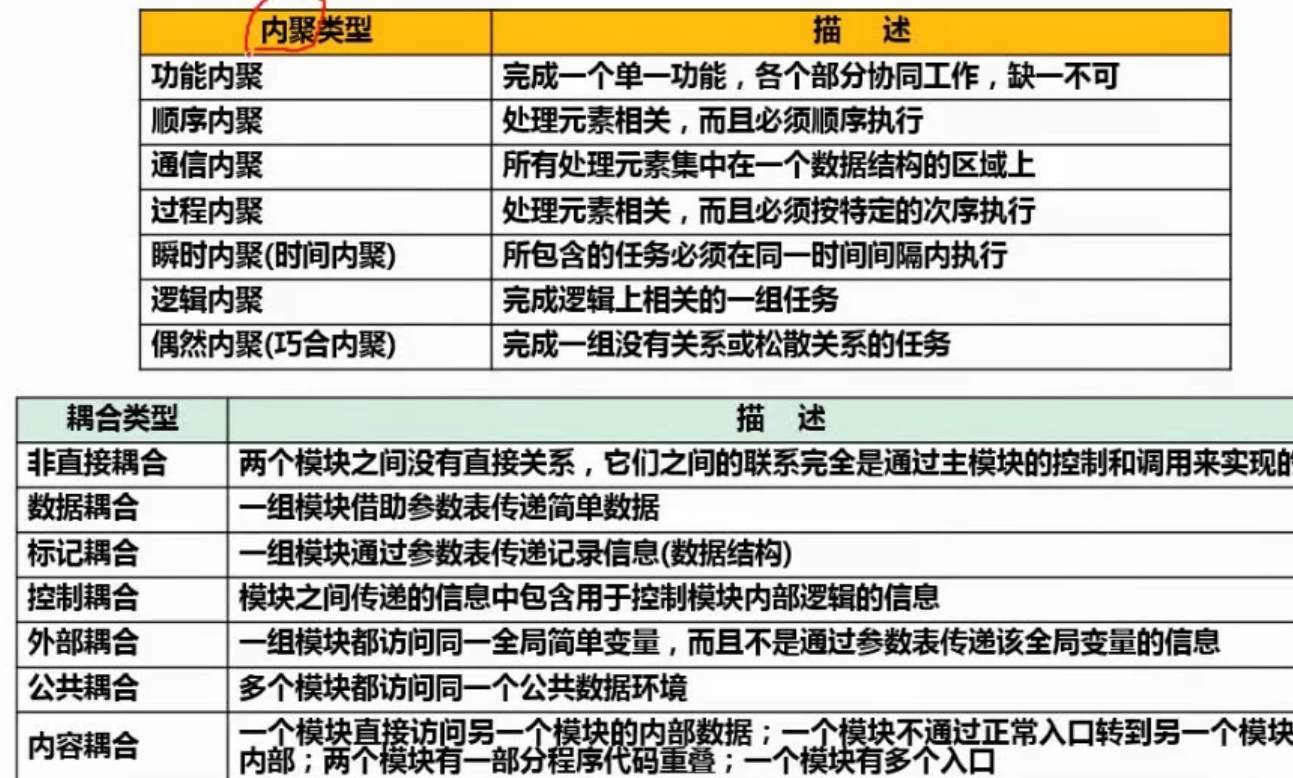 内聚类型 描 述
功能内聚 完成一个单一功能，各个部分协同工作，缺一不可
顺序内聚 处理元素相关，而且必须顺序执行
通信内聚 所有处理元素集中在一个数据结构的区域上
过程内聚 处理元素相关，而且必须按特定的次序执行
瞬时内聚(时间内聚) 所包含的任务必须在同一时间间隔内执行
逻辑内聚 完成逻辑上相关的一组任务
偶然内聚(巧合内聚) 完成一组没有关系或松散关系的任务
耦合类型 描 述
非直接耦合 两个模块之间没有直接关系，它们之间的联系完全是通过主模块的控制和调用来实现的
数据耦合 一组模块借助参数表传递简单数据
标记耦合 一组模块通过参数表传递记录信息(数据结构)
控制耦合 模块之间传递的信息中包含用于控制模块内部逻辑的信息
外部耦合 一组模块都访问同一全局简单变量，而且不是通过参数表传递该全局变量的信息
公共耦合 多个模块都访问同一个公共数据环境
内容耦合 一个模块直接访问另一个模块的内部数据；一个模块不通过正常入口转到另一个模块
内部；两个模块有一部分程序代码重叠；一个模块有多个入口